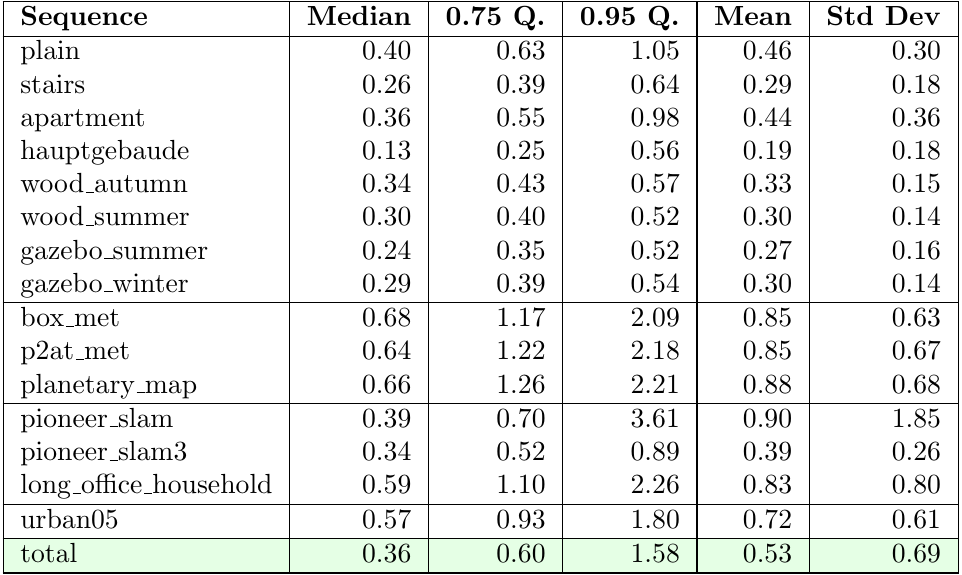 Sequence Median 0.75 Q. 0.95 Q. Mean Std Dev
plain 0.40 0.63 1.05 0.46 0.30
stairs 0.26 0.39 0.64 0.29 0.18
apartment 0.36 0.55 0.98 0.44 0.36
hauptgebaude 0.13 0.25 0.56 0.19 0.18
wood_autumn 0.34 0.43 0.57 0.33 0.15
wood_summer 0.30 0.40 0.52 0.30 0.14
gazebo_summer 0.24 0.35 0.52 0.27 0.16
gazebo_winter 0.29 0.39 0.54 0.30 0.14
box_met 0.68 1.17 2.09 0.85 0.63
p2at_met 0.64 1.22 2.18 0.85 0.67
planetary_map 0.66 1.26 2.21 0.88 0.68
pioneer_slam 0.39 0.70 3.61 0.90 1.85
pioneer_slam3 0.34 0.52 0.89 0.39 0.26
long_office_household 0.59 1.10 2.26 0.83 0.80
urban05 0.57 0.93 1.80 0.72 0.61
total 0.36 0.60 1.58 0.53 0.69